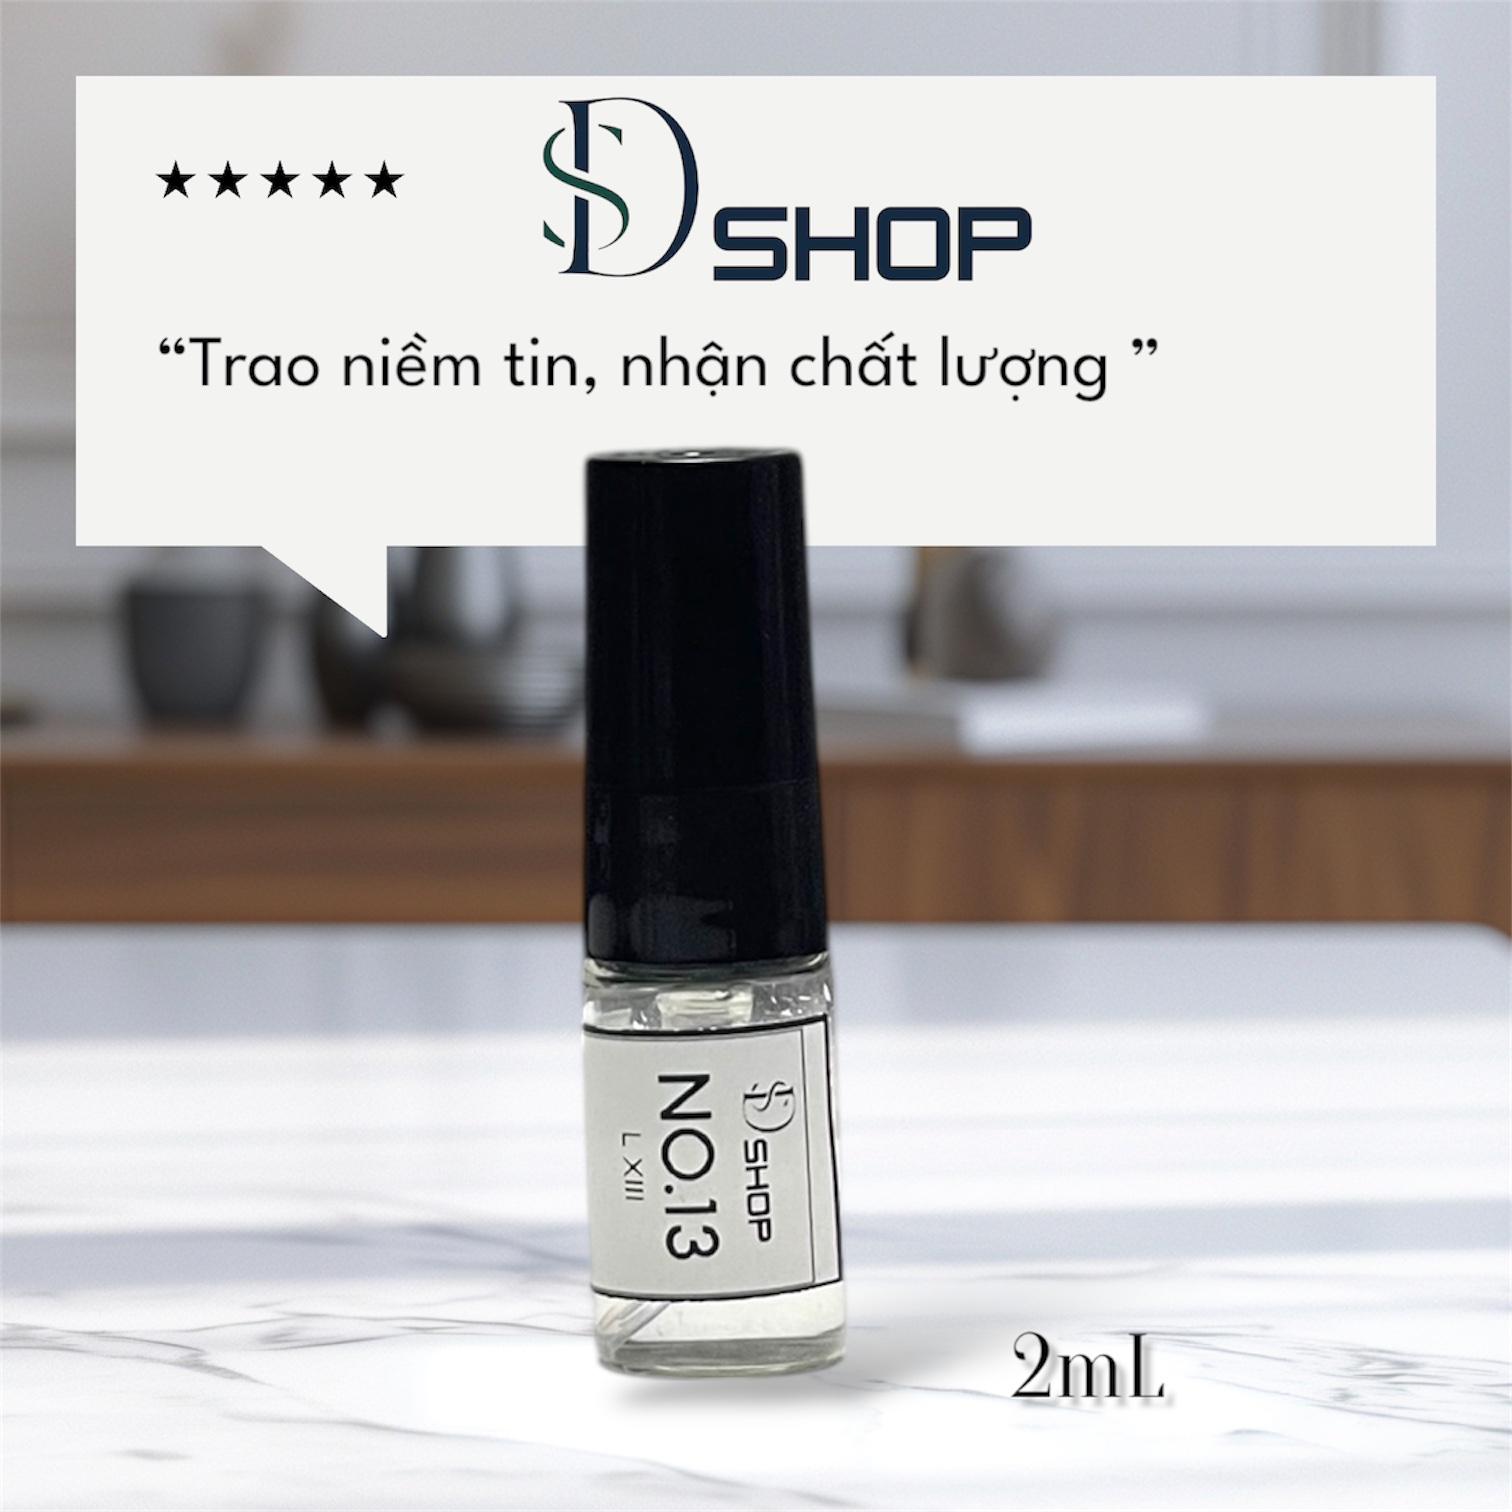 ★★★★★
SD SHOP
“Trao niềm tin, nhận chất lượng ”
SD SHOP
NO.13
L XIII
2mL